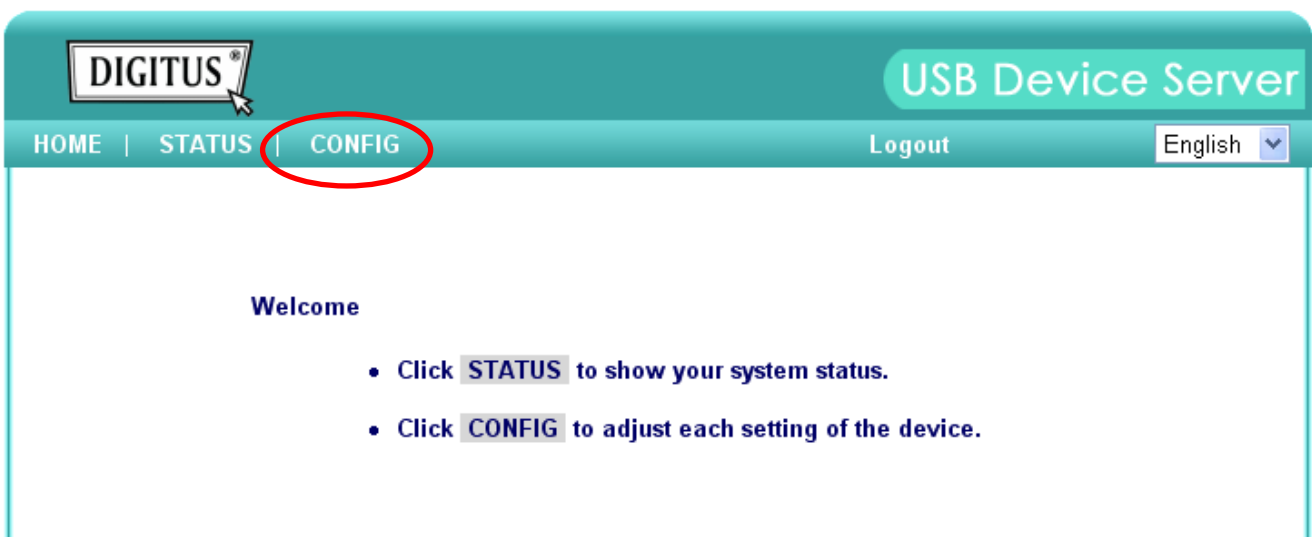 DIGITUS®
USB Device Server
HOME | STATUS | CONFIG Logout English
Welcome
• Click STATUS to show your system status.
• Click CONFIG to adjust each setting of the device.